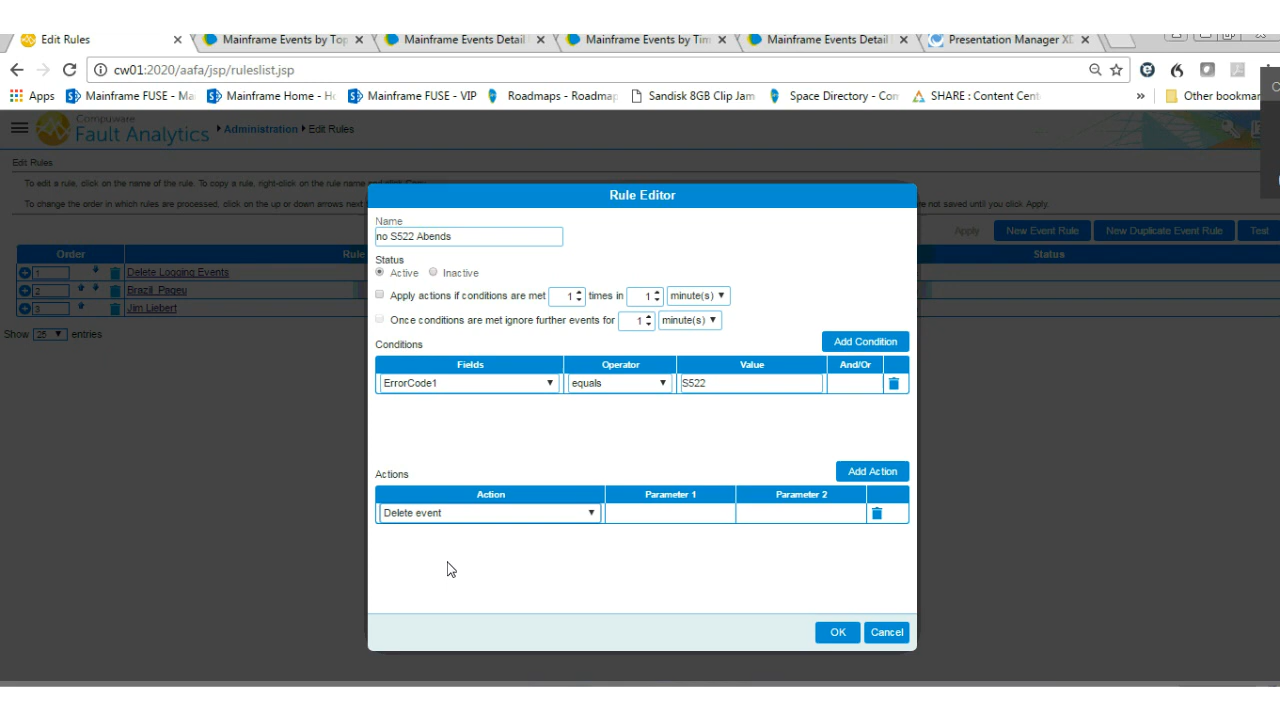 Edit Rules × Mainframe Events by Top × Mainframe Events Detail × Mainframe Events by Tim × Mainframe Events Detail × Presentation Manager ×
cw01:2020/aafa/jsp/ruleslist.jsp
Apps Mainframe FUSE - Ma Mainframe Home - Ho Mainframe FUSE - VIP Roadmaps - Roadmap Sandisk 8GB Clip Jam Space Directory - Com SHARE : Content Cent » Other bookmar
Compuware
Fault Analytics Administration Edit Rules
Edit Rules
To edit a rule, click on the name of the rule. To copy a rule, right-click on the rule name and click Copy.
To change the order in which rules are processed, click on the up or down arrows next
re not saved until you click Apply.
Apply New Event Rule New Duplicate Event Rule Test
Order Rule Status
1 Delete Logging Events
2 Brazil_Pageu
3 Jim Liebert
Show 25 entries
Rule Editor
Name
no S522 Abends
Status
Active Inactive
Apply actions if conditions are met 1 times in 1 minute(s)
Once conditions are met ignore further events for 1 minute(s)
Conditions Add Condition
Fields Operator Value And/Or
ErrorCode1 equals S522
Actions Add Action
Action Parameter 1 Parameter 2
Delete event
OK Cancel